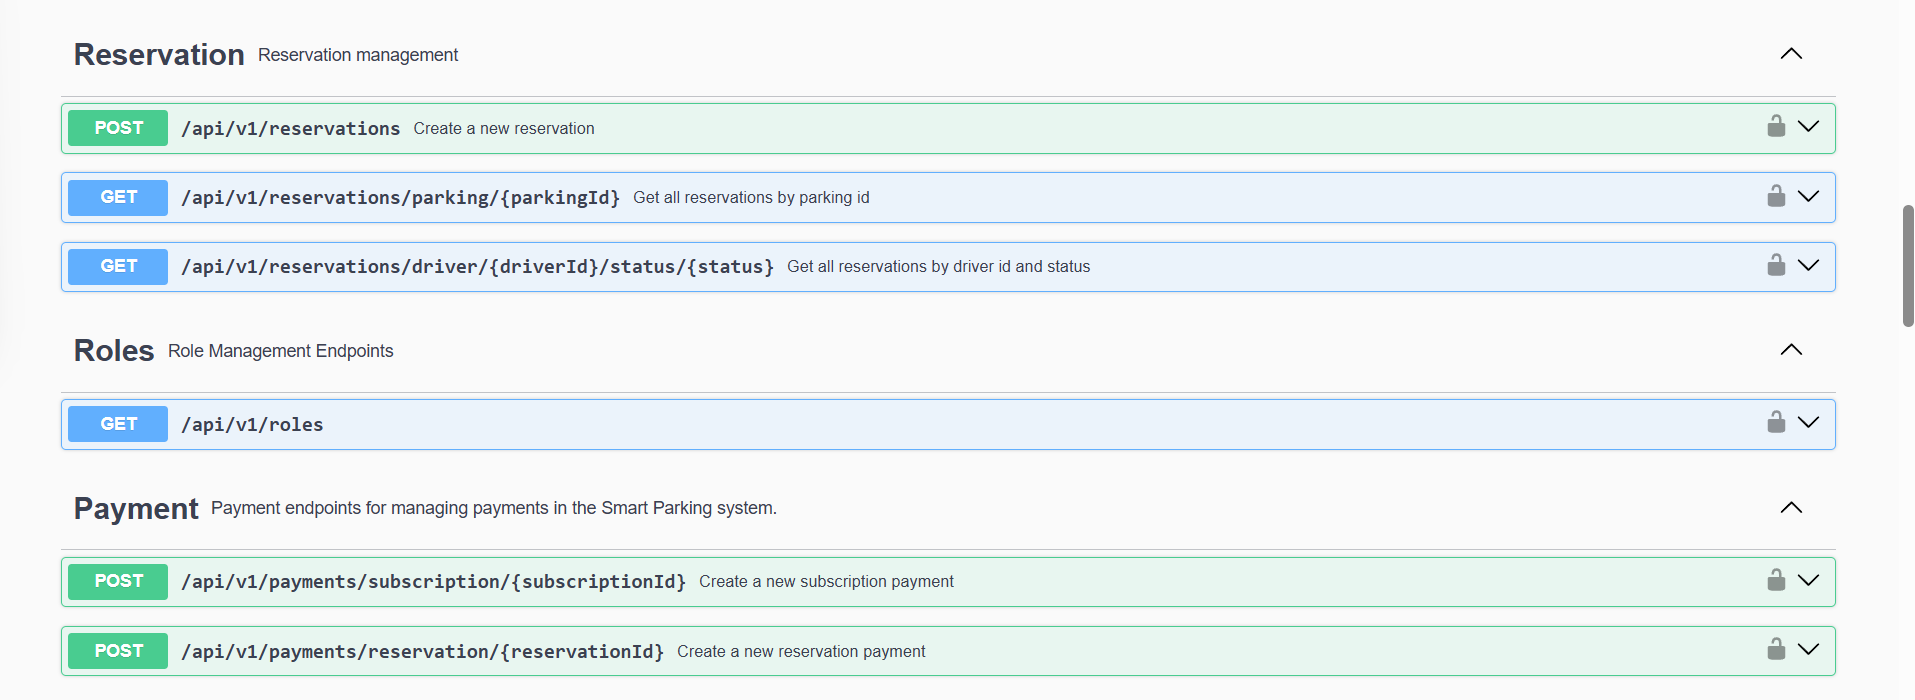 Reservation Reservation management
POST /api/v1/reservations Create a new reservation
GET /api/v1/reservations/parking/{parkingId} Get all reservations by parking id
GET /api/v1/reservations/driver/{driverId}/status/{status} Get all reservations by driver id and status
Roles Role Management Endpoints
GET /api/v1/roles
Payment Payment endpoints for managing payments in the Smart Parking system.
POST /api/v1/payments/subscription/{subscriptionId} Create a new subscription payment
POST /api/v1/payments/reservation/{reservationId} Create a new reservation payment